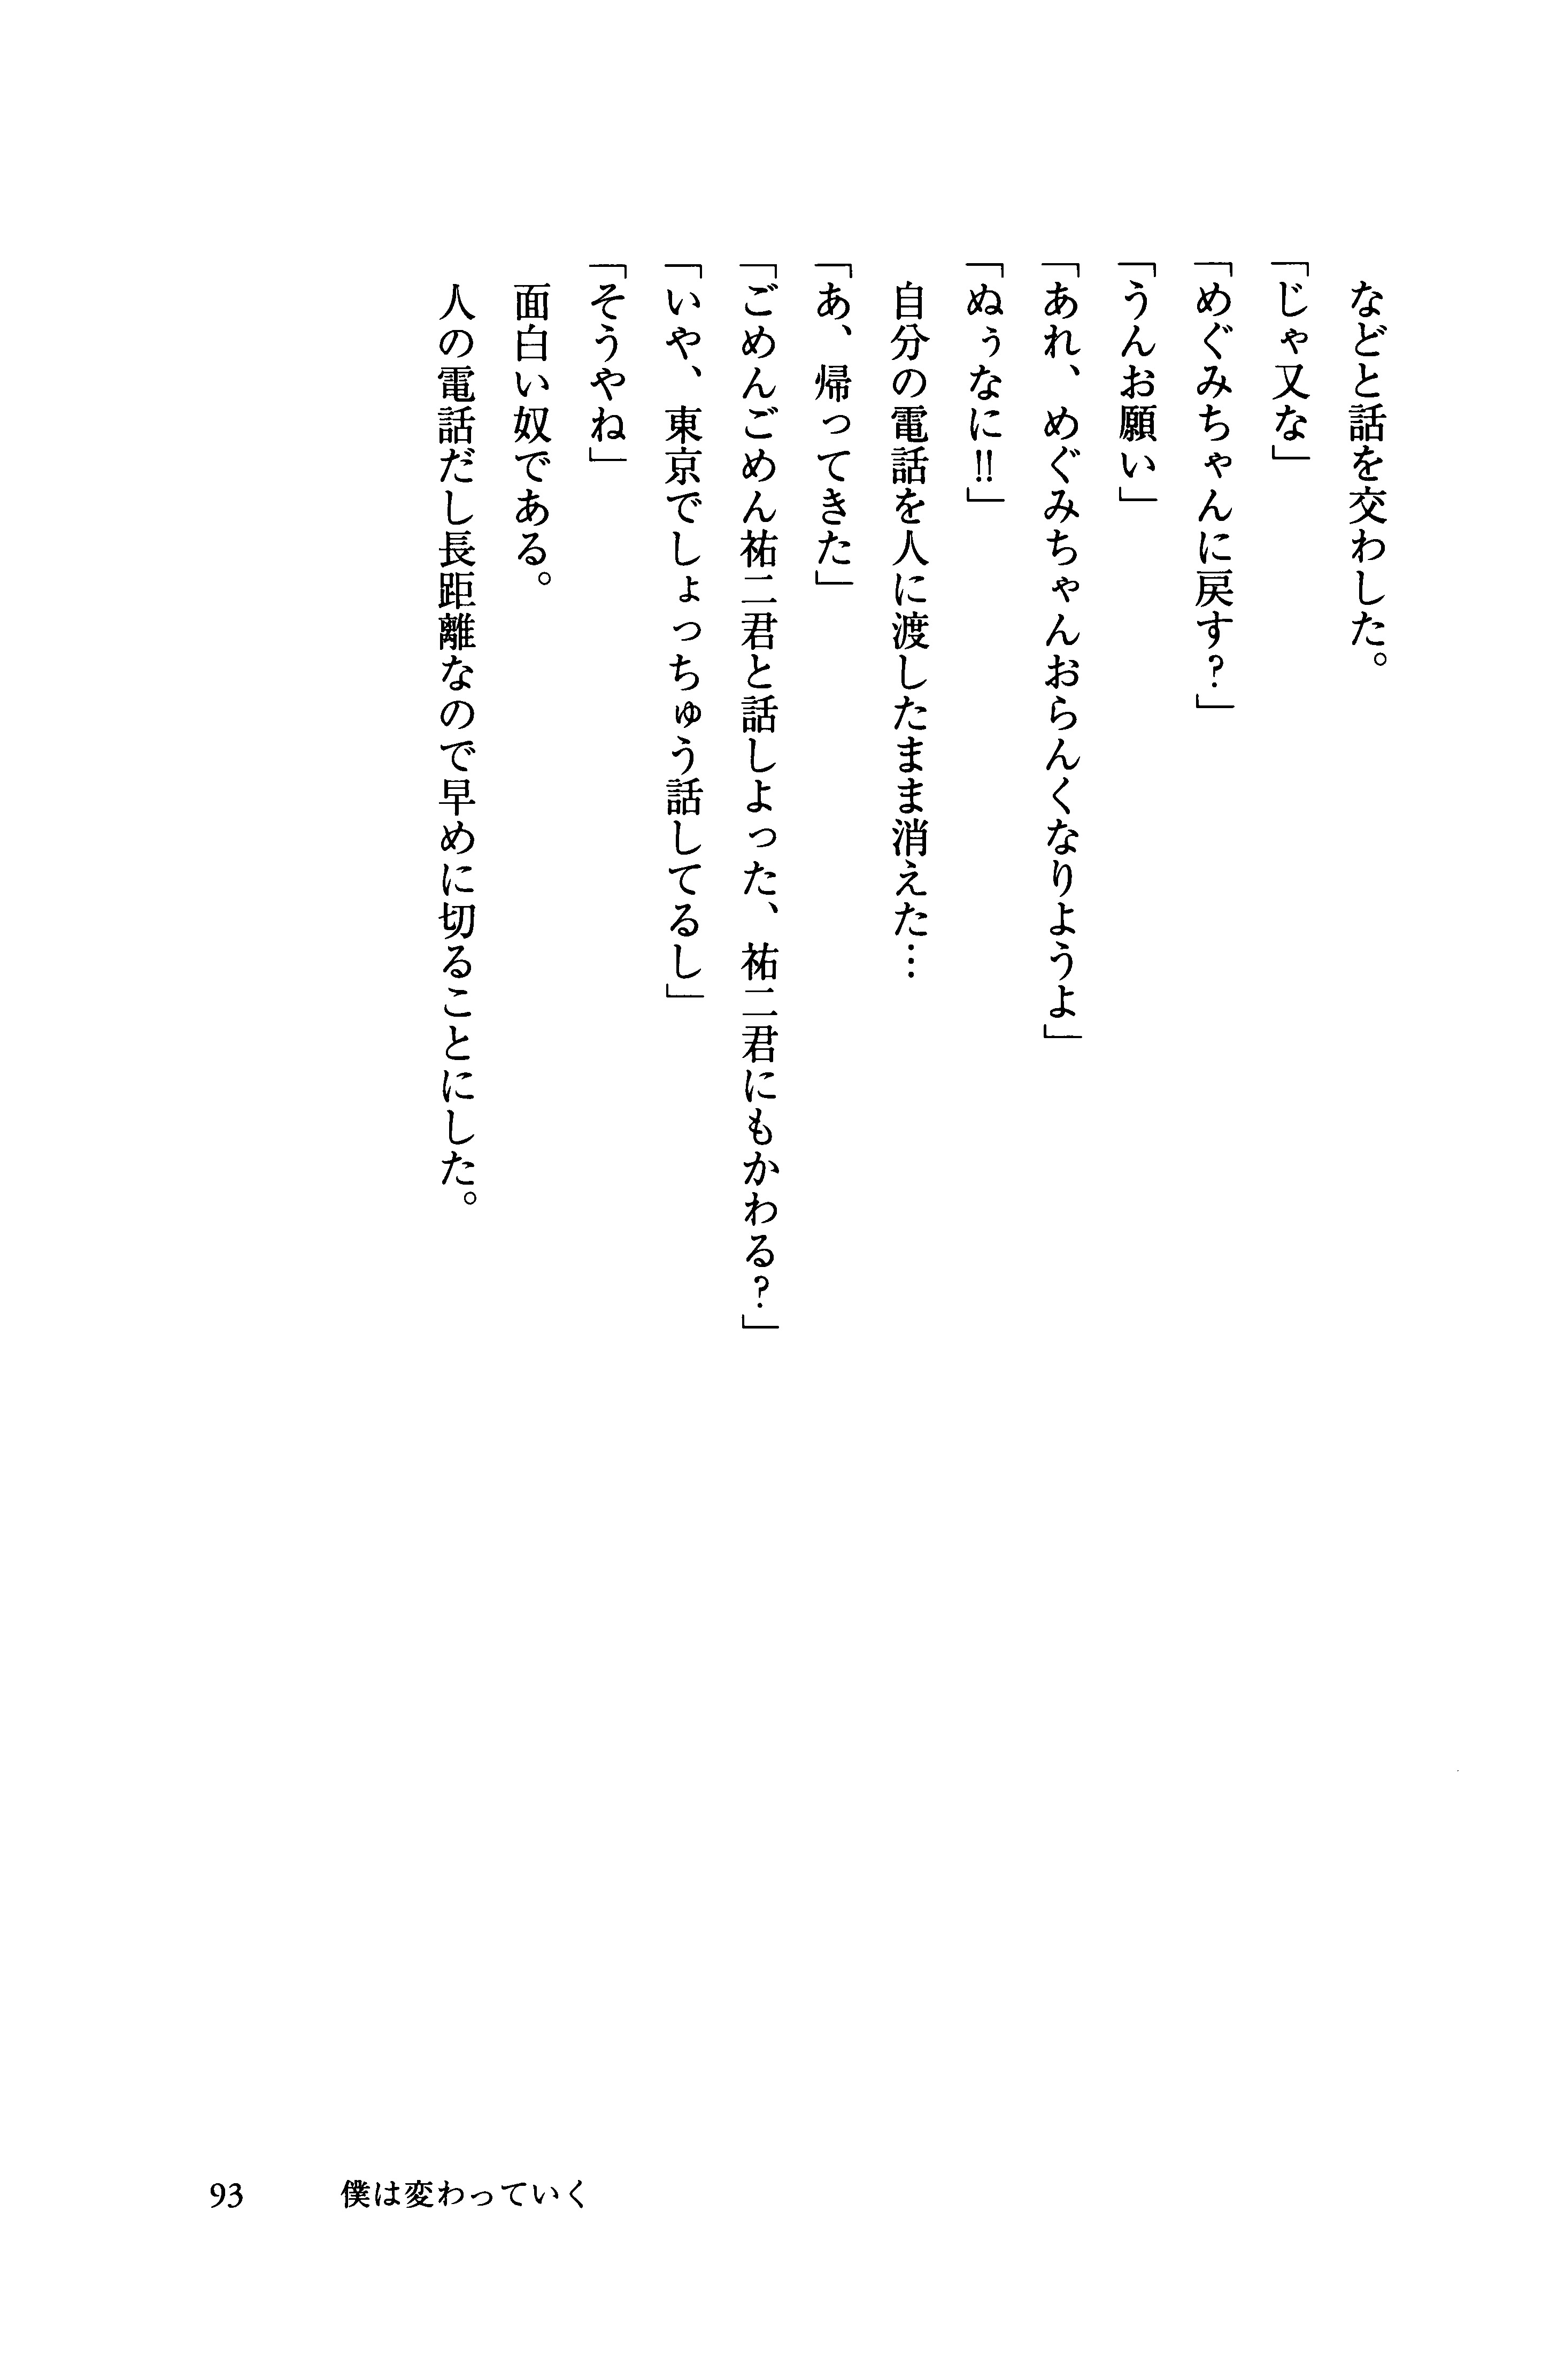 などと話を交わした。
「じゃ又な」
「めぐみちゃんに戻す？」
「うんお願い」
「あれ、めぐみちゃんおらんくなりようよ」
「ぬぅなに!!」
自分の電話を人に渡したまま消えた…
「あ、帰ってきた」
「ごめんごめん祐二君と話しよった、祐二君にもかわる？」
「いや、東京でしょっちゅう話してるし」
「そうやね」
面白い奴である。
人の電話だし長距離なので早めに切ることにした。
93 僕は変わっていく